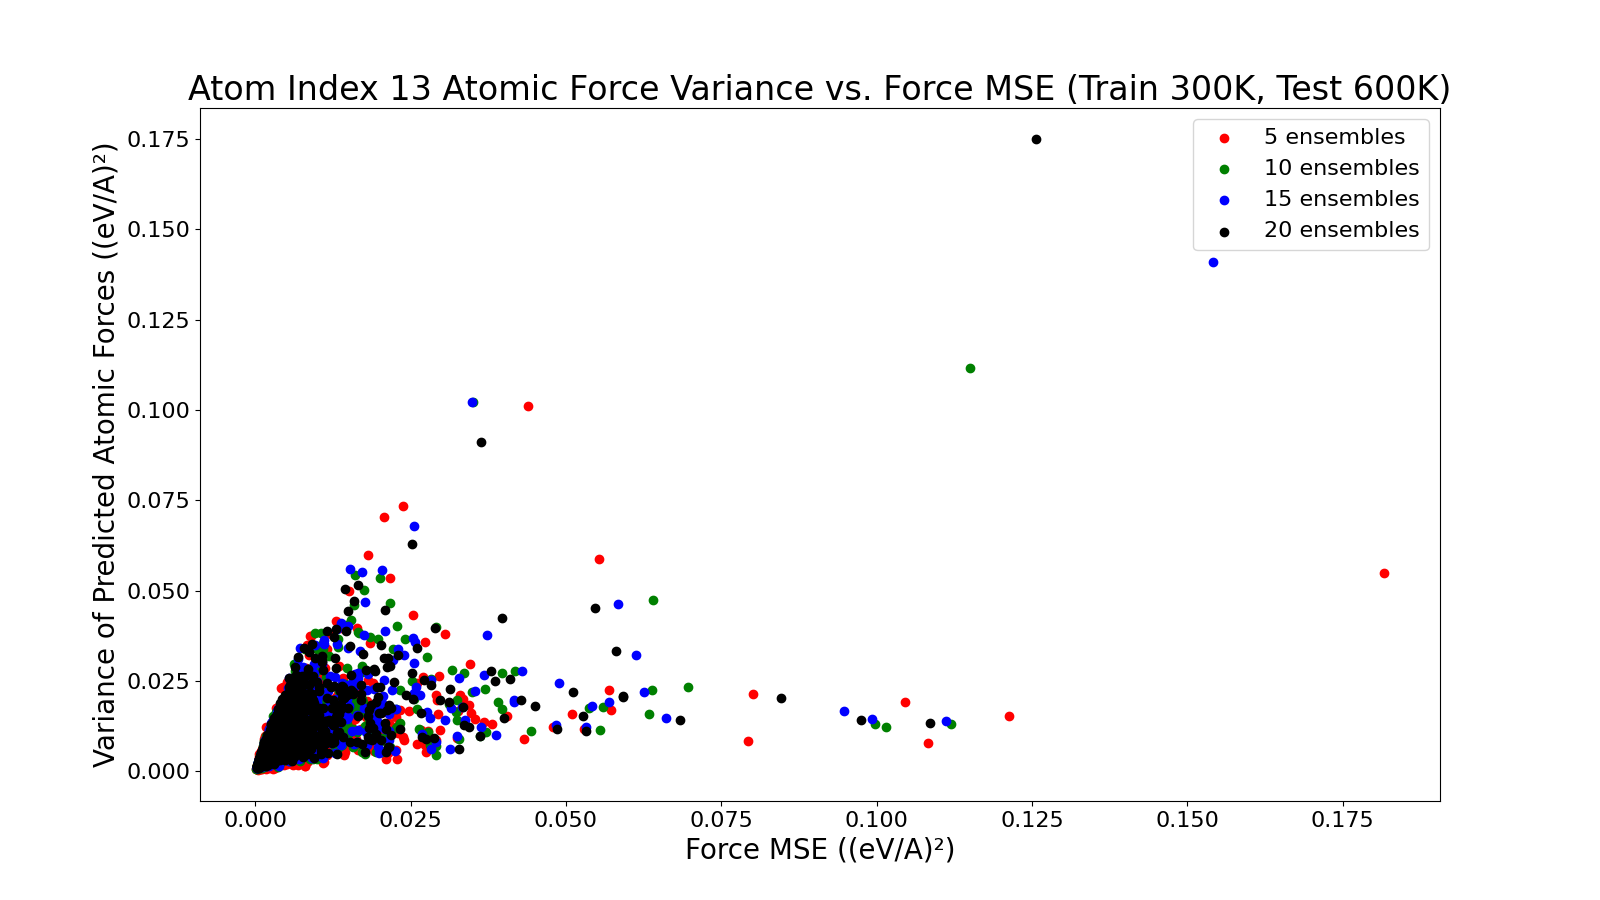 Atom Index 13 Atomic Force Variance vs. Force MSE (Train 300K, Test 600K)
5 ensembles
10 ensembles
15 ensembles
20 ensembles
Variance of Predicted Atomic Forces ((eV/A)²)
0.175
0.150
0.125
0.100
0.075
0.050
0.025
0.000
0.000
0.025
0.050
0.075
0.100
0.125
0.150
0.175
Force MSE ((eV/A)²)